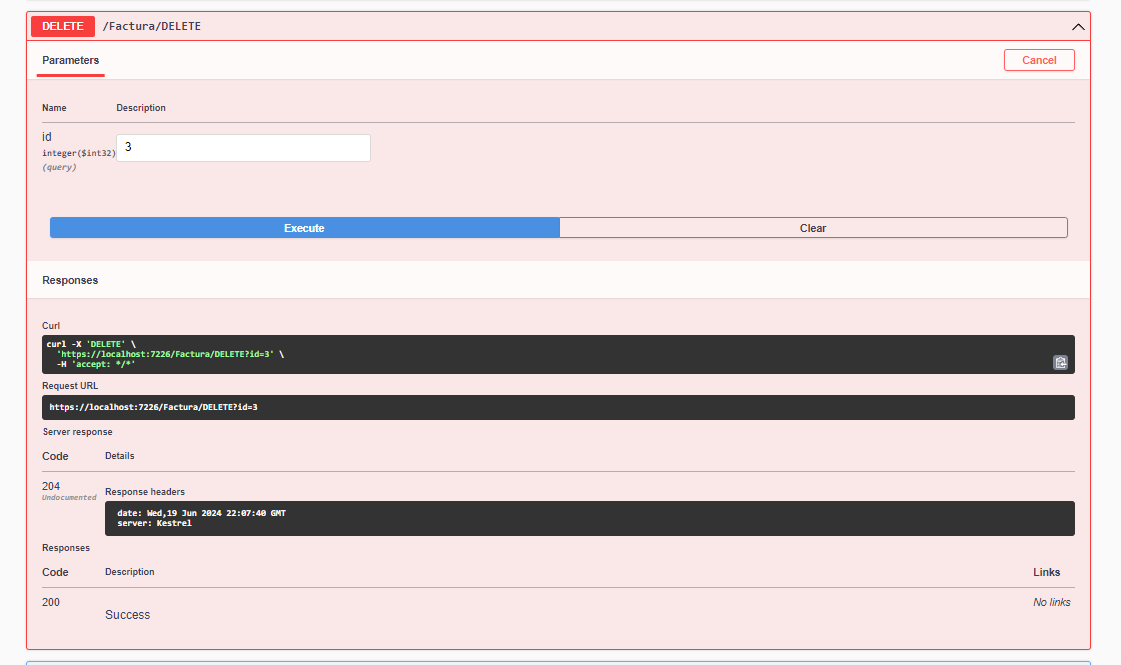 DELETE /Factura/DELETE
Parameters
Cancel
Name Description
id
integer($int32)
(query)
3
Execute
Clear
Responses
Curl
curl -X 'DELETE' \
'https://localhost:7226/Factura/DELETE?id=3' \
-H 'accept: */*'
Request URL
https://localhost:7226/Factura/DELETE?id=3
Server response
Code Details
204
Undocumented
Response headers
date: Wed,19 Jun 2024 22:07:40 GMT
server: Kestrel
Responses
Code Description Links
200
Success
No links